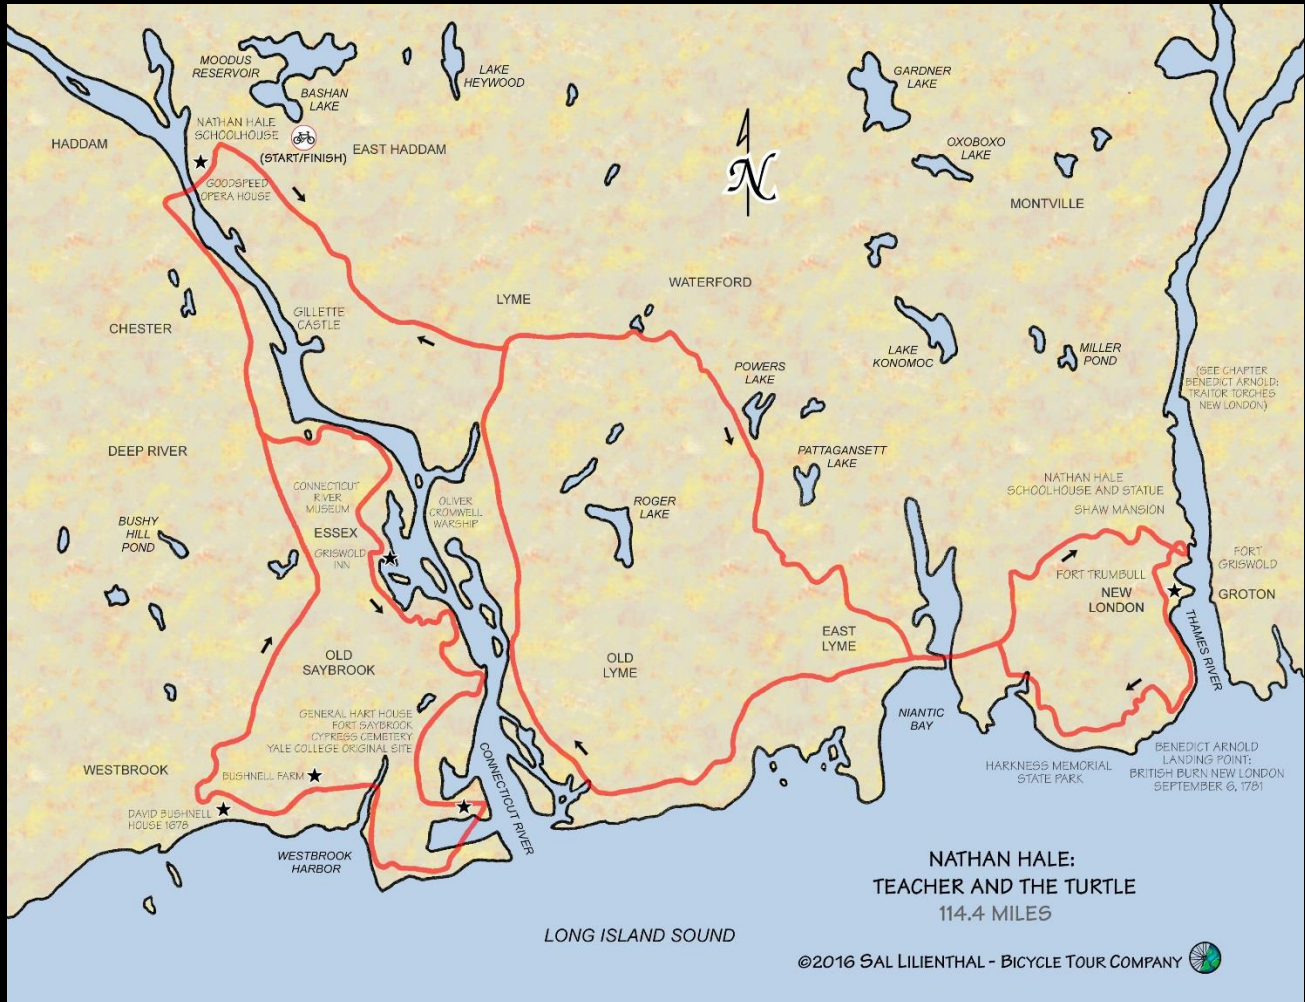 MOODUS
RESERVOIR
BASHAN
LAKE
LAKE
HEYWOOD
GARDNER
LAKE
HADDAM
NATHAN HALE
SCHOOLHOUSE
(START/FINISH)
EAST HADDAM
GOODSPEED
OPERA HOUSE
OXOBOXO
LAKE
MONTVILLE
N
WATERFORD
LYME
GILLETTE
CASTLE
CHESTER
LAKE
KONOMOC
MILLER
POND
POWERS
LAKE
(SEE CHAPTER
BENEDICT ARNOLD:
TRAITOR TORCHES
NEW LONDON)
DEEP RIVER
PATTAGANSETT
LAKE
CONNECTICUT
RIVER
MUSEUM
OLIVER
CROMWELL
WARSHIP
ROGER
LAKE
NATHAN HALE
SCHOOLHOUSE AND STATUE
SHAW MANSION
BUSHY
HILL
POND
ESSEX
GRISWOLD
INN
FORT
GRISWOLD
FORT TRUMBULL
NEW
LONDON
GROTON
THAMES RIVER
EAST
LYME
OLD
SAYBROOK
OLD
LYME
GENERAL HART HOUSE
FORT SAYBROOK
CYPRESS CEMETERY
YALE COLLEGE ORIGINAL SITE
NIANTIC
BAY
CONNECTICUT RIVER
WESTBROOK
BUSHNELL FARM
HARKNESS MEMORIAL
STATE PARK
BENEDICT ARNOLD
LANDING POINT:
BRITISH BURN NEW LONDON
SEPTEMBER 6, 1781
DAVID BUSHNELL
HOUSE 1678
WESTBROOK
HARBOR
NATHAN HALE:
TEACHER AND THE TURTLE
114.4 MILES
LONG ISLAND SOUND
©2016 SAL LILIENTHAL - BICYCLE TOUR COMPANY